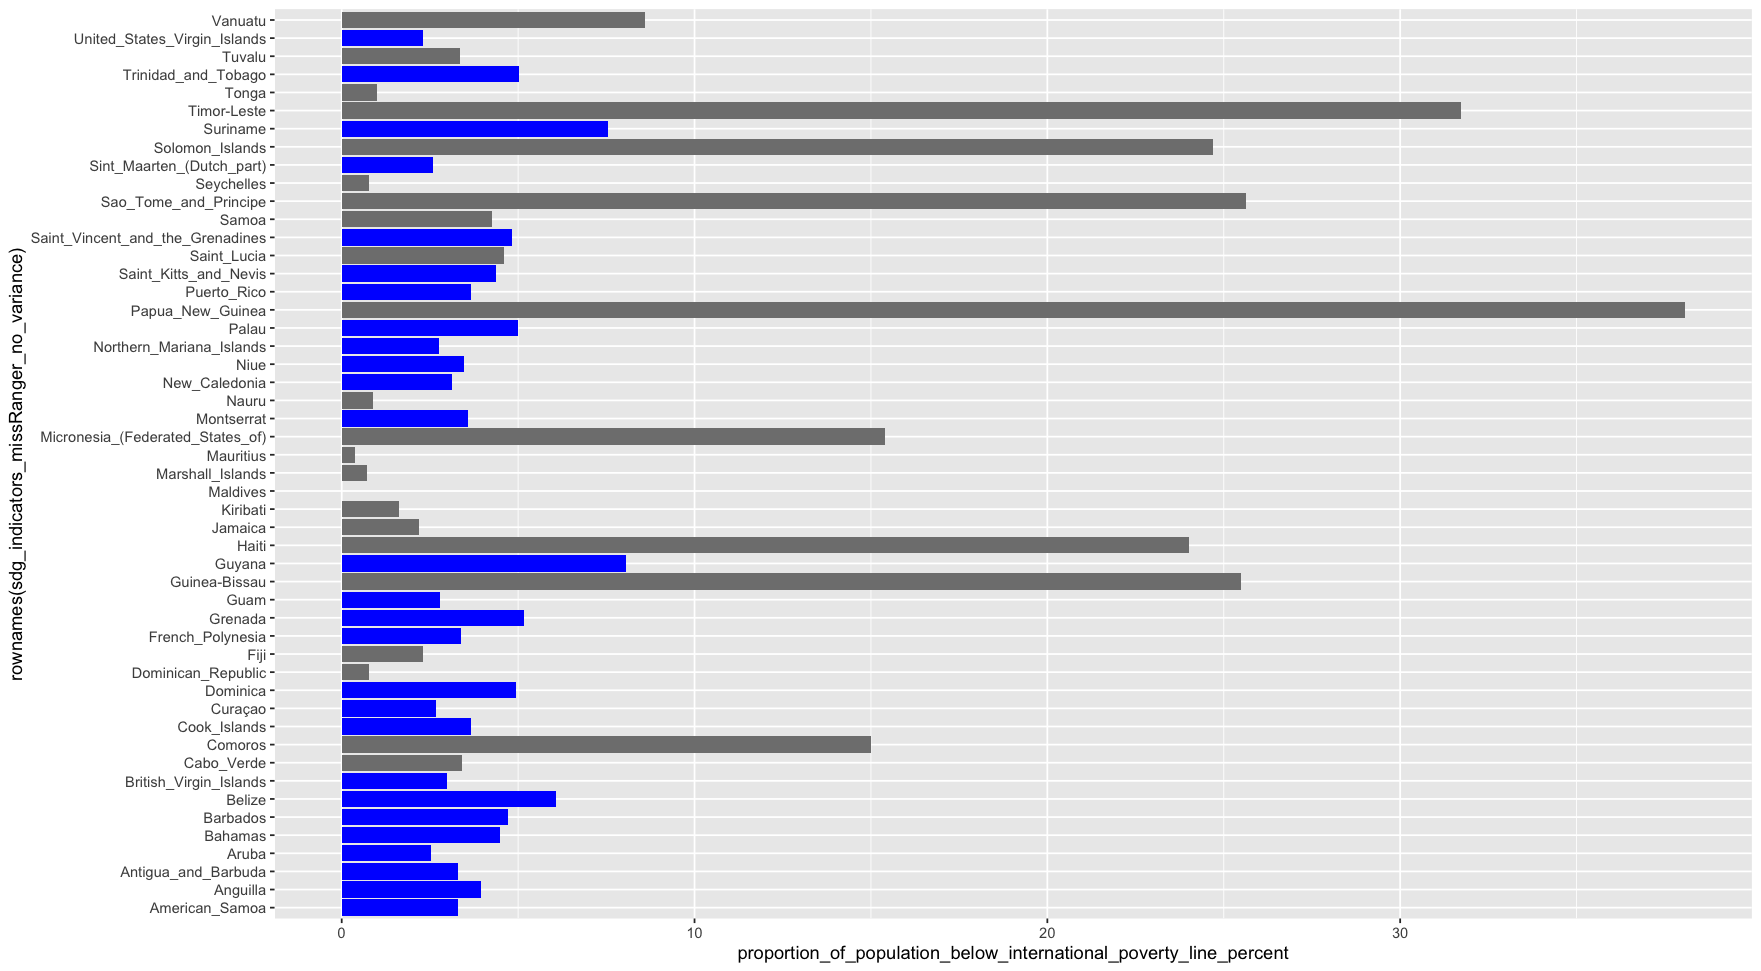 Vanuatu
United_States_Virgin_Islands
Tuvalu
Trinidad_and_Tobago
Tonga
Timor-Leste
Suriname
Solomon_Islands
Sint_Maarten_(Dutch_part)
Seychelles
Sao_Tome_and_Principe
Samoa
Saint_Vincent_and_the_Grenadines
Saint_Lucia
Saint_Kitts_and_Nevis
Puerto_Rico
Papua_New_Guinea
Palau
Northern_Mariana_Islands
Niue
New_Caledonia
Nauru
Montserrat
Micronesia_(Federated_States_of)
Mauritius
Marshall_Islands
Maldives
Kiribati
Jamaica
Haiti
Guyana
Guinea-Bissau
Guam
Grenada
French_Polynesia
Fiji
Dominican_Republic
Dominica
Curaçao
Cook_Islands
Comoros
Cabo_Verde
British_Virgin_Islands
Belize
Barbados
Bahamas
Aruba
Antigua_and_Barbuda
Anguilla
American_Samoa
rownames(sdg_indicators_missRanger_no_variance)
0 10 20 30
proportion_of_population_below_international_poverty_line_percent